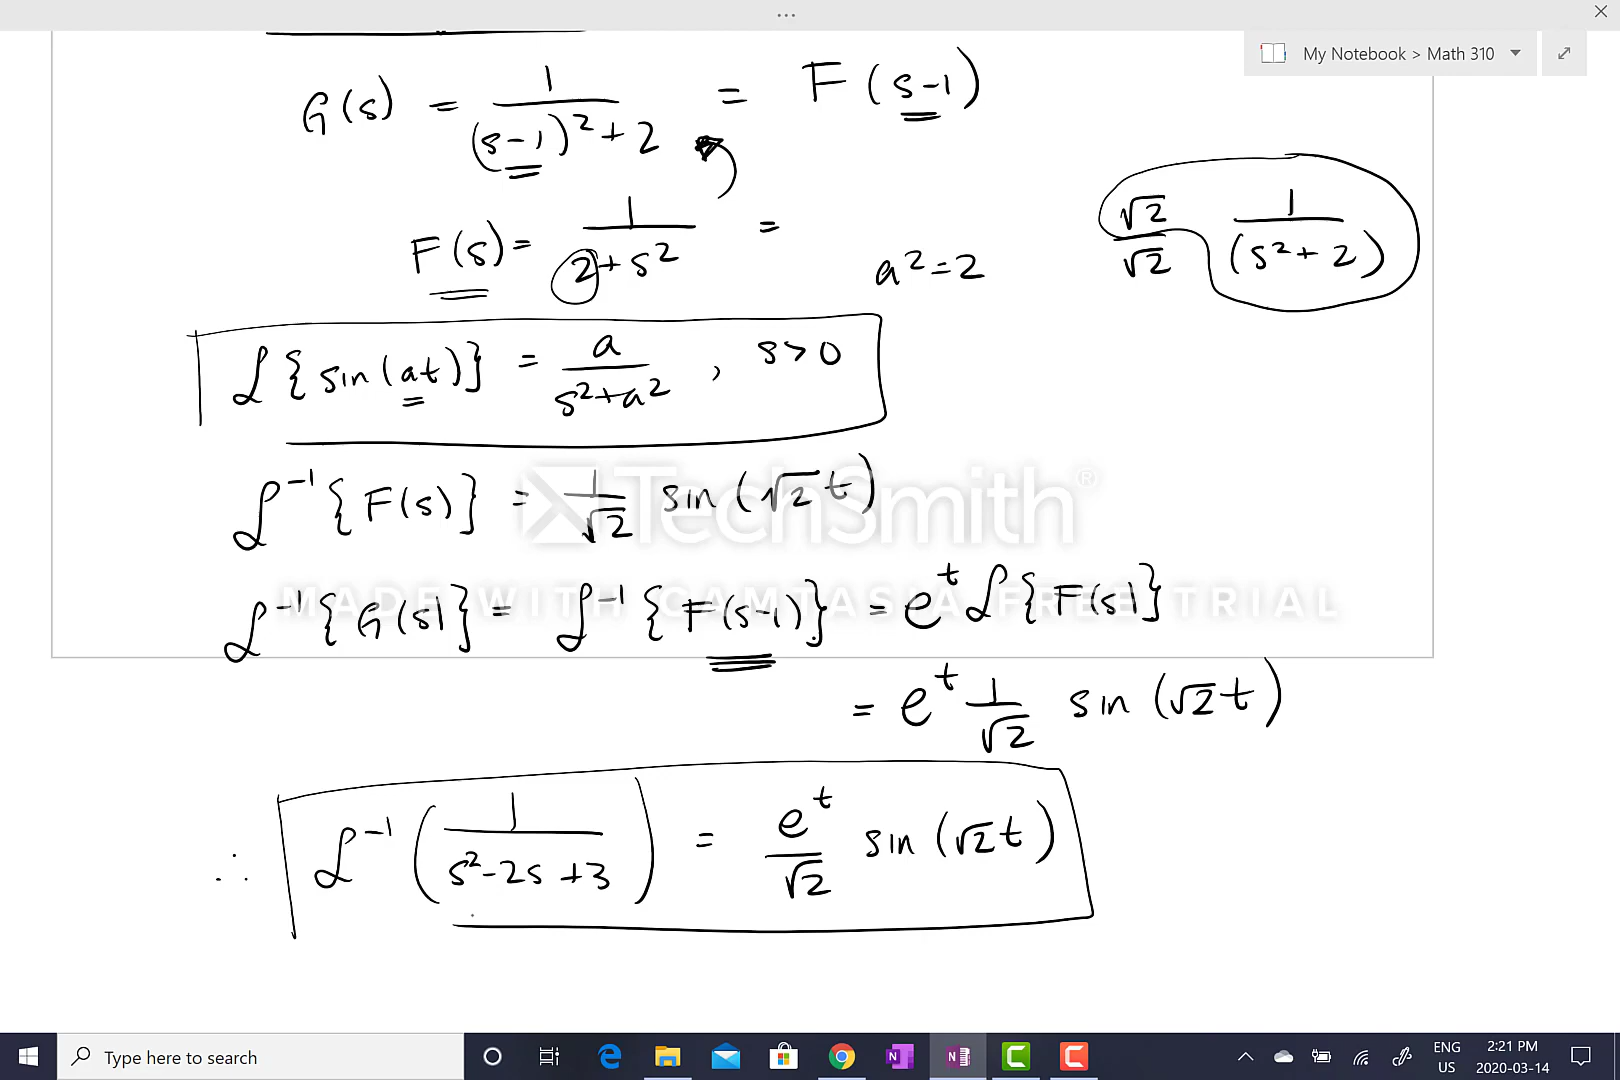 ...
My Notebook > Math 310
G(s) = 1/((s-1)² + 2) = F(s-1)
F(s) = 1/(2 + s²) =
a² = 2
√2/√2 1/(s² + 2)
ℒ{sin(at)} = a/(s² + a²), s > 0
ℒ⁻¹{F(s)} = 1/√2 sin(√2 t)
TechSmith®
MADE WITH CAMTASIA FREE TRIAL
ℒ⁻¹{G(s)} = ℒ⁻¹{F(s-1)} = eᵗ ℒ{F(s)}
= eᵗ 1/√2 sin(√2 t)
∴ ℒ⁻¹(1/(s² - 2s + 3)) = eᵗ/√2 sin(√2 t)
Type here to search
ENG
US
2:21 PM
2020-03-14